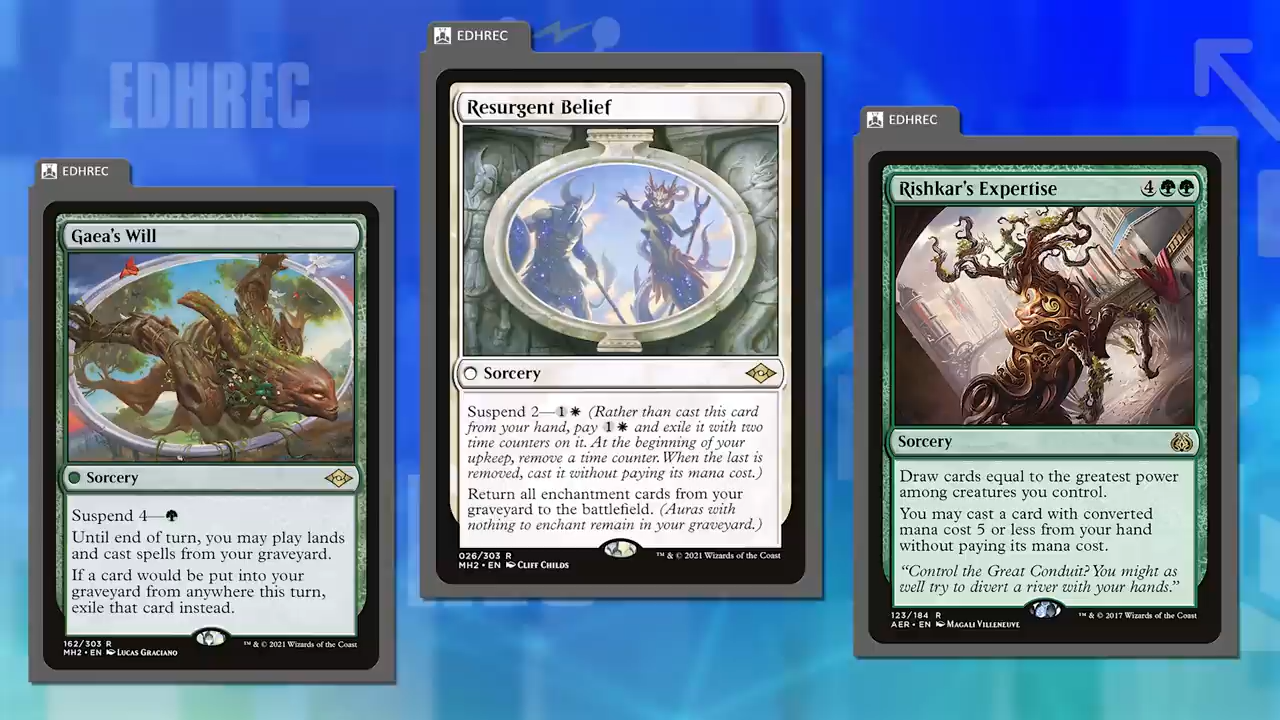 EDHREC
EDHREC
Gaea's Will
Sorcery
Suspend 4—
Until end of turn, you may play lands
and cast spells from your graveyard.
If a card would be put into your
graveyard from anywhere this turn,
exile that card instead.
162/303 R
MH2 • EN Lucas Graciano
™ & © 2021 Wizards of the Coast
EDHREC
Resurgent Belief
Sorcery
Suspend 2—1 (Rather than cast this card
from your hand, pay 1 and exile it with two
time counters on it. At the beginning of your
upkeep, remove a time counter. When the last is
removed, cast it without paying its mana cost.)
Return all enchantment cards from your
graveyard to the battlefield. (Auras with
nothing to enchant remain in your graveyard.)
026/303 R
MH2 • EN Cliff Childs
™ & © 2021 Wizards of the Coast
EDHREC
Rishkar's Expertise 4
Sorcery
Draw cards equal to the greatest power
among creatures you control.
You may cast a card with converted
mana cost 5 or less from your hand
without paying its mana cost.
"Control the Great Conduit? You might as
well try to divert a river with your hands."
123/184 R
AER • EN Magali Villeneuve
™ & © 2017 Wizards of the Coast